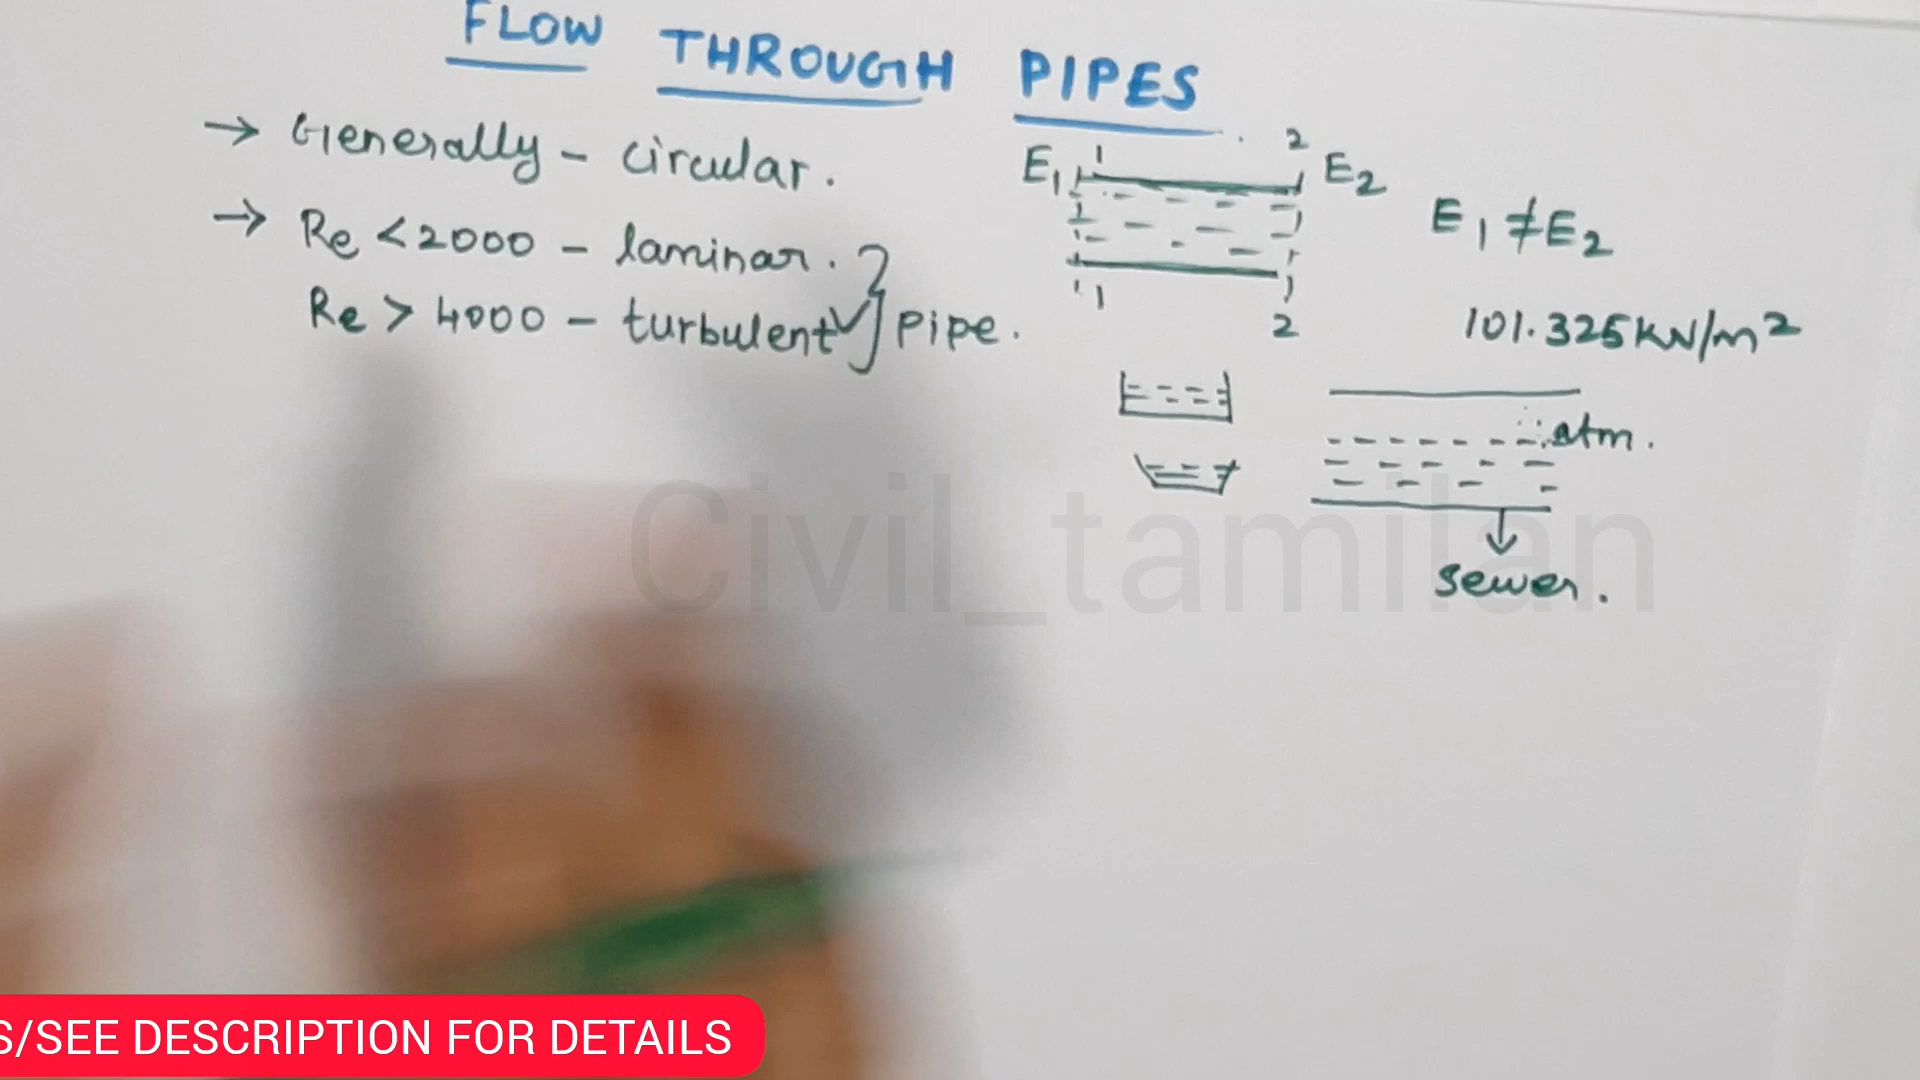 FLOW THROUGH PIPES
→ Generally - circular.
→ Re < 2000 - laminar.
Re > 4000 - turbulent✓ } pipe.
1 2
E1 E2
E1 ≠ E2
1 2
101.325 KN/m2
atm.
sewer.
Civil_tamilan
S/SEE DESCRIPTION FOR DETAILS